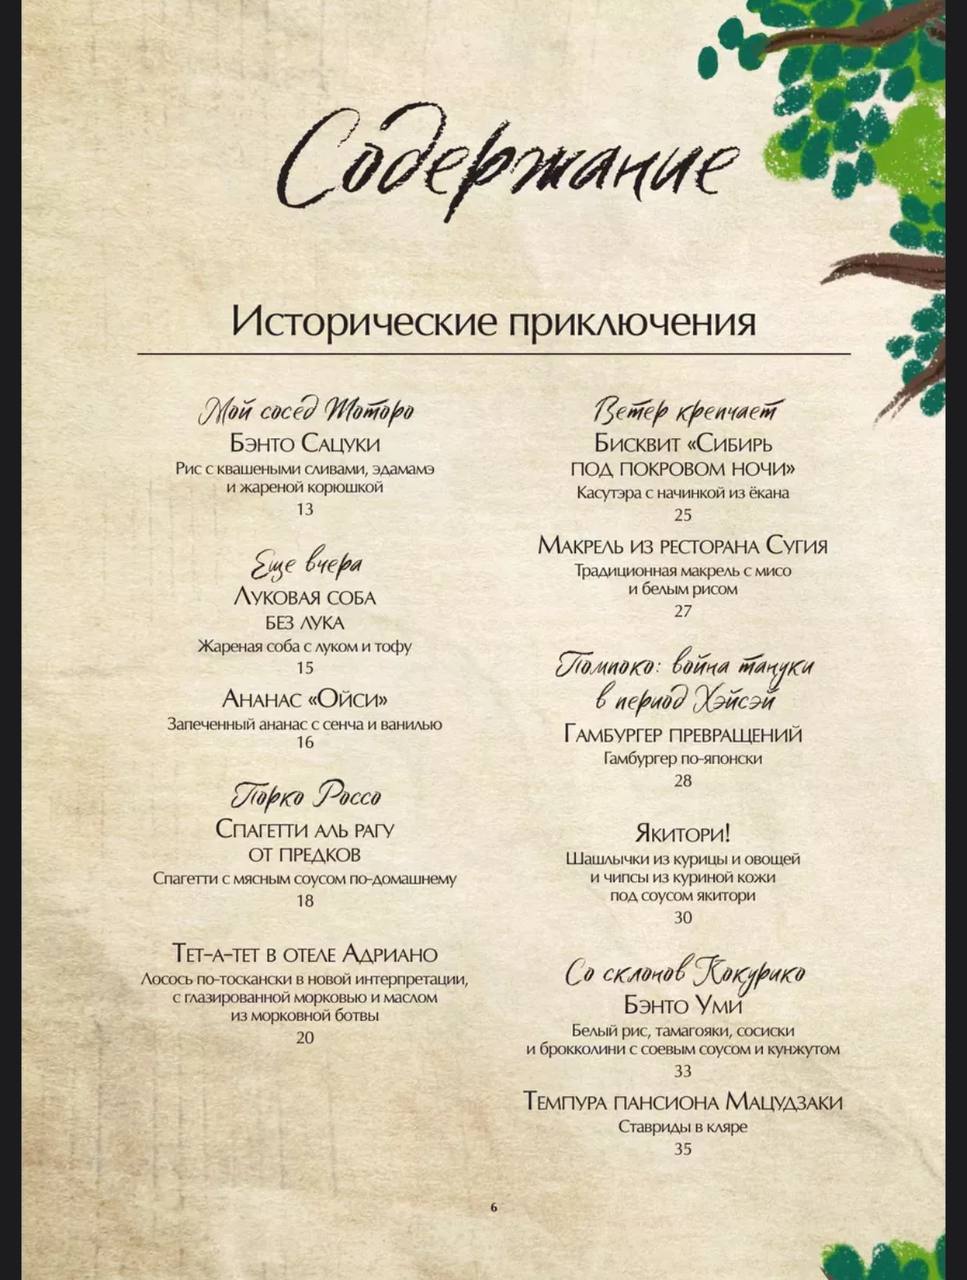 Содержание
Исторические приключения
Мой сосед Тоторо
Бэнто Сацуки
Рис с квашеными сливами, эдамамэ
и жареной корюшкой
13
Еще вчера
Луковая соба
без лука
Жареная соба с луком и тофу
15
Ананас «Ойси»
Запеченный ананас с сенча и ванилью
16
Порко Россо
Спагетти аль рагу
от предков
Спагетти с мясным соусом по-домашнему
18
Тет-а-тет в отеле Адриано
Лосось по-тоскански в новой интерпретации,
с глазированной морковью и маслом
из морковной ботвы
20
Ветер крепчает
Бисквит «Сибирь
под покровом ночи»
Касутэра с начинкой из ёкана
25
Макрель из ресторана Сугия
Традиционная макрель с мисо
и белым рисом
27
Помпоко: война тануки
в период Хэйсэй
Гамбургер превращений
Гамбургер по-японски
28
Якитори!
Шашлычки из курицы и овощей
и чипсы из куриной кожи
под соусом якитори
30
Со склонов Кокурико
Бэнто Уми
Белый рис, тамагояки, сосиски
и брокколини с соевым соусом и кунжутом
33
Темпура пансиона Мацудзаки
Ставриды в кляре
35
6